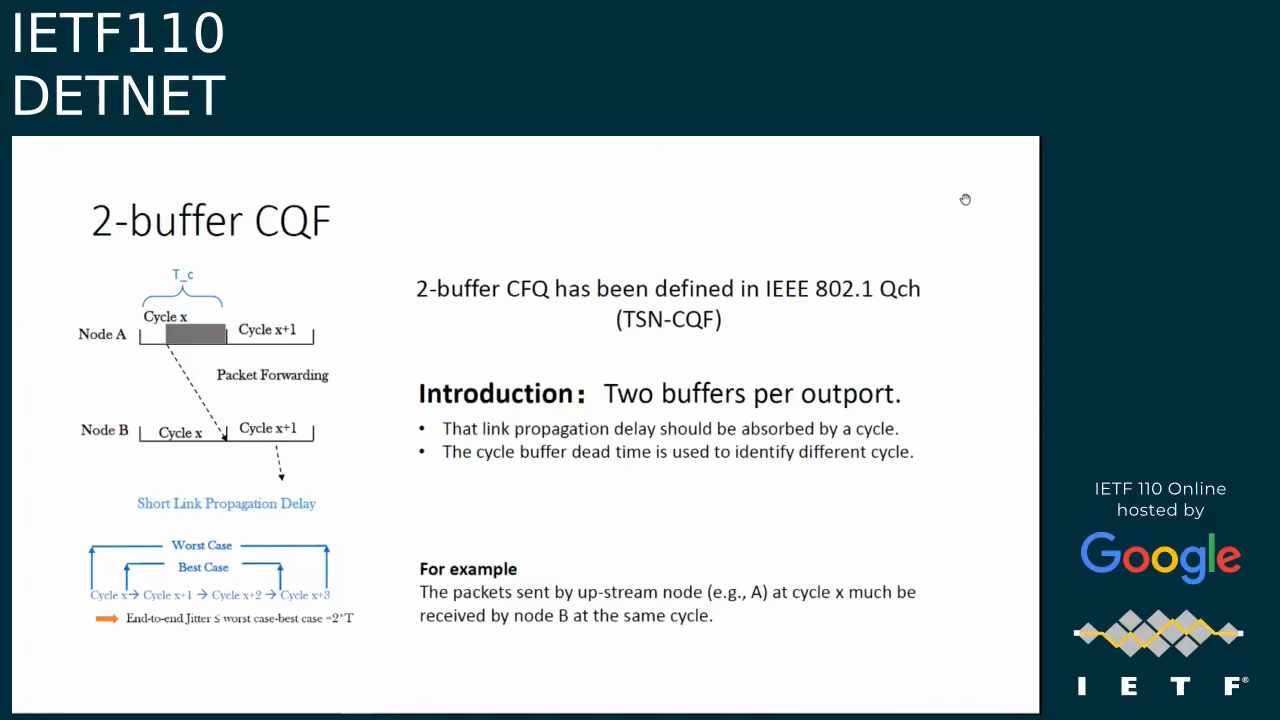 IETF110
DETNET
2-buffer CQF
T_c
Cycle x
Node A
Cycle x+1
Packet Forwarding
Node B
Cycle x
Cycle x+1
Short Link Propagation Delay
Worst Case
Best Case
Cycle x→ Cycle x+1 → Cycle x+2 → Cycle x+3
End-to-end Jitter ≤ worst case-best case =2*T
2-buffer CFQ has been defined in IEEE 802.1 Qch
(TSN-CQF)
Introduction: Two buffers per outport.
• That link propagation delay should be absorbed by a cycle.
• The cycle buffer dead time is used to identify different cycle.
For example
The packets sent by up-stream node (e.g., A) at cycle x much be
received by node B at the same cycle.
IETF 110 Online
hosted by
Google
I E T F®